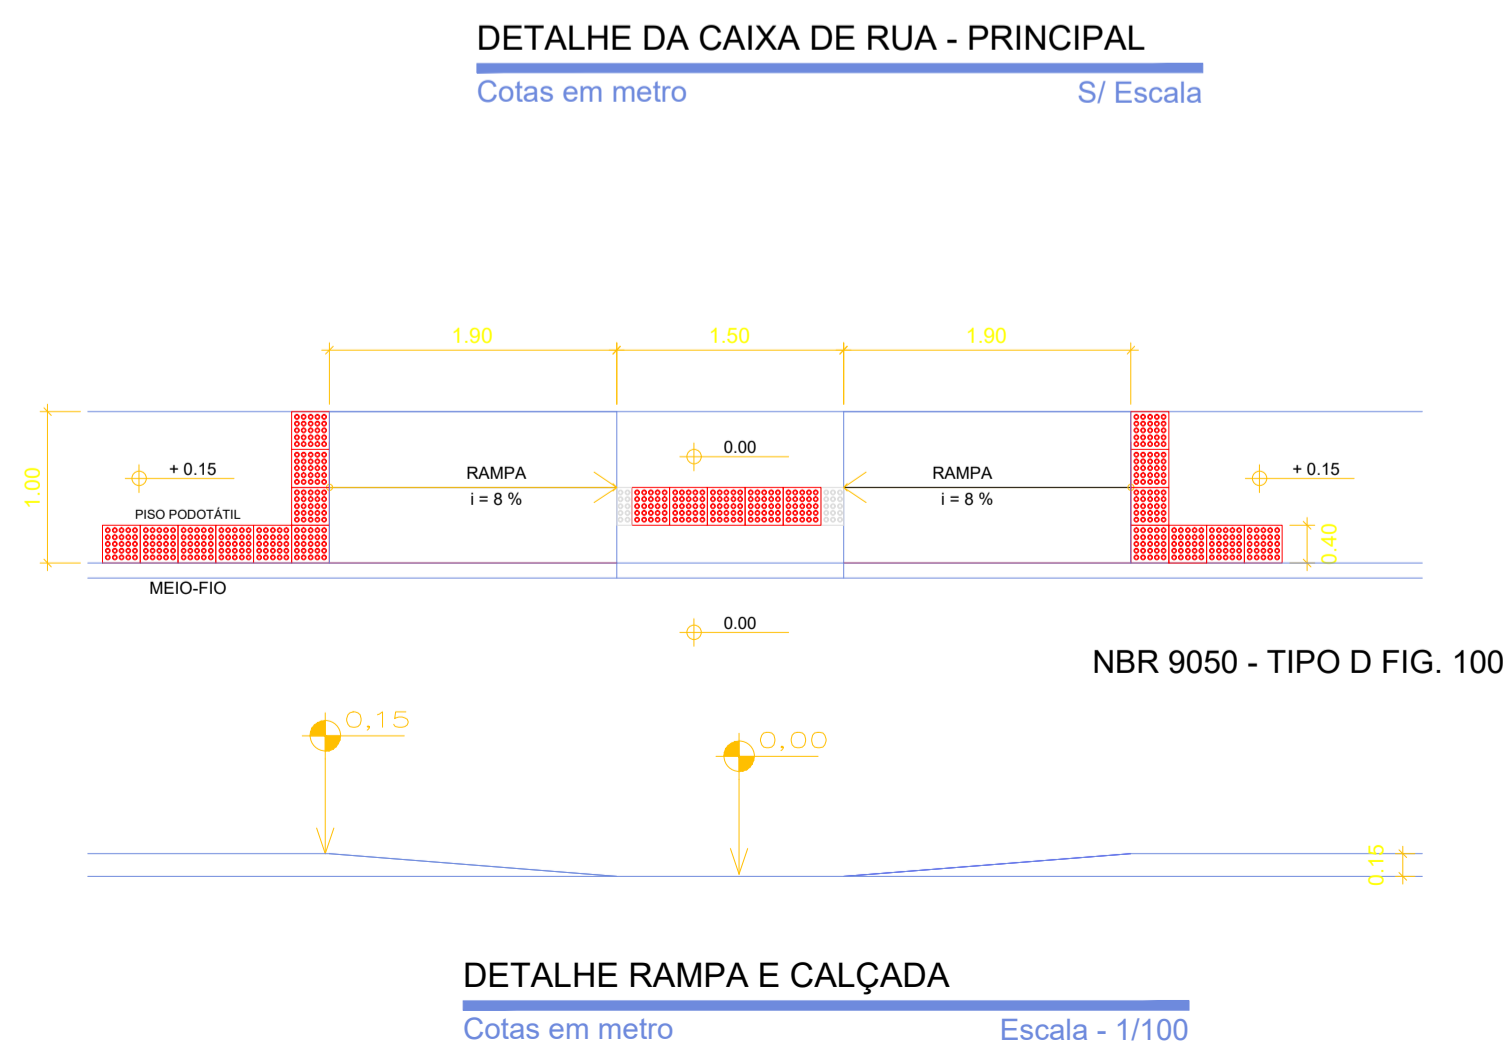 DETALHE DA CAIXA DE RUA - PRINCIPAL
Cotas em metro S/ Escala
1.90 1.50 1.90
1.00
+ 0.15
RAMPA
i = 8 %
0.00
RAMPA
i = 8 %
+ 0.15
PISO PODOTÁTIL
0.40
MEIO-FIO
0.00
NBR 9050 - TIPO D FIG. 100
0,15
0,00
0.15
DETALHE RAMPA E CALÇADA
Cotas em metro Escala - 1/100